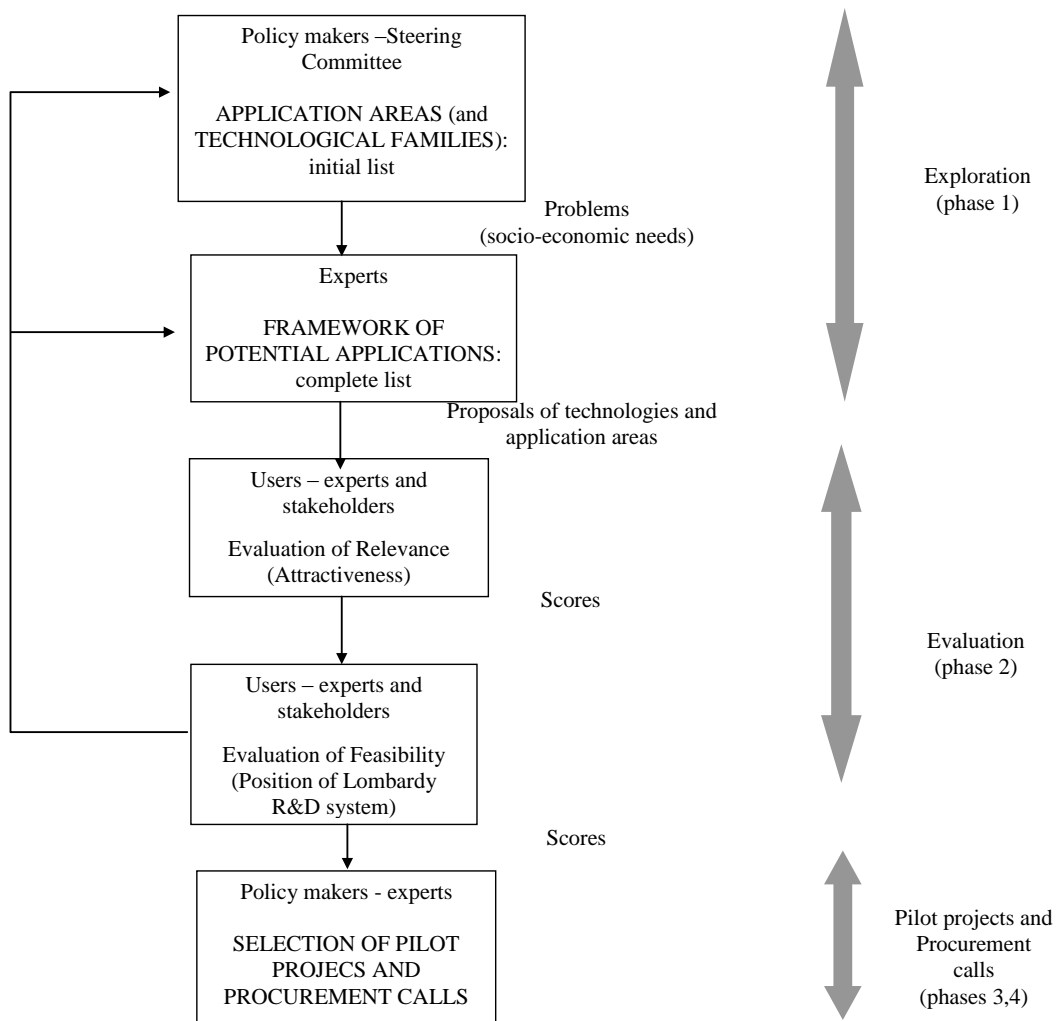 Policy makers –Steering
Committee
APPLICATION AREAS (and
TECHNOLOGICAL FAMILIES):
initial list
Exploration
(phase 1)
Problems
(socio-economic needs)
Experts
FRAMEWORK OF
POTENTIAL APPLICATIONS:
complete list
Proposals of technologies and
application areas
Users – experts and
stakeholders
Evaluation of Relevance
(Attractiveness)
Scores
Evaluation
(phase 2)
Users – experts and
stakeholders
Evaluation of Feasibility
(Position of Lombardy
R&D system)
Scores
Policy makers - experts
SELECTION OF PILOT
PROJECS AND
PROCUREMENT CALLS
Pilot projects and
Procurement
calls
(phases 3,4)